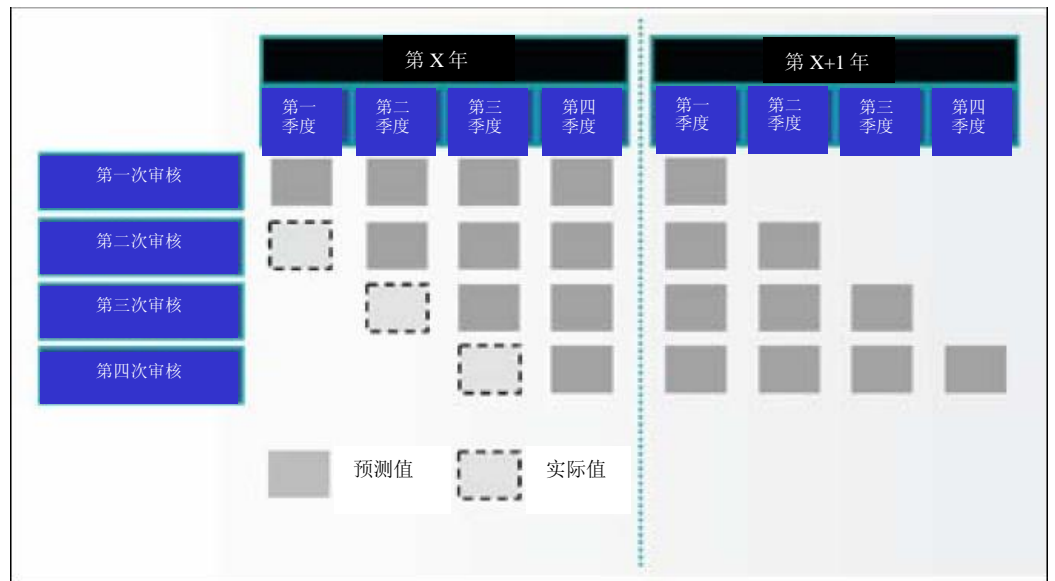 第 X 年
第 X+1 年
第一
季度
第二
季度
第三
季度
第四
季度
第一
季度
第二
季度
第三
季度
第四
季度
第一次审核
第二次审核
第三次审核
第四次审核
预测值
实际值